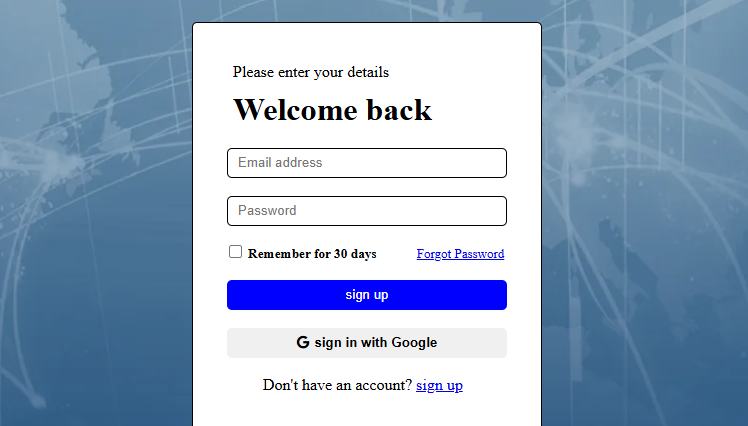 Please enter your details
Welcome back
Email address
Password
Remember for 30 days Forgot Password
sign up
sign in with Google
Don't have an account? sign up